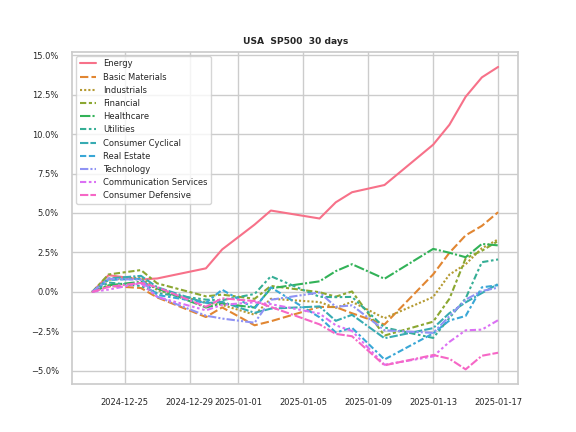 USA SP500 30 days
15.0%
12.5%
10.0%
7.5%
5.0%
2.5%
0.0%
−2.5%
−5.0%
Energy
Basic Materials
Industrials
Financial
Healthcare
Utilities
Consumer Cyclical
Real Estate
Technology
Communication Services
Consumer Defensive
2024-12-25 2024-12-29 2025-01-01 2025-01-05 2025-01-09 2025-01-13 2025-01-17